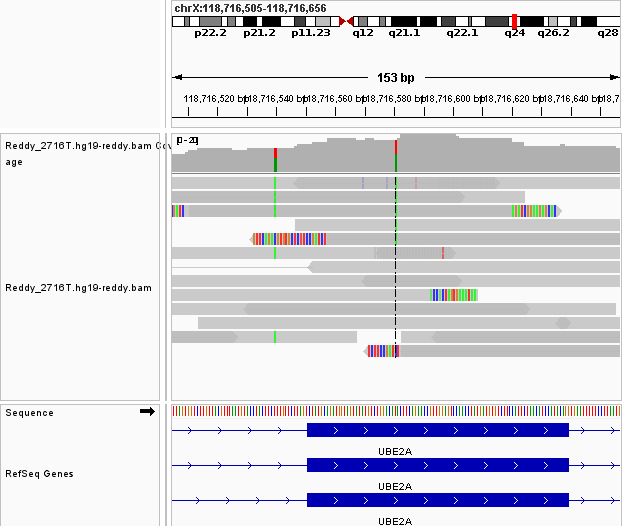 chrX:118,716,505-118,716,656
p22.2 p21.2 p11.23 q12 q21.1 q22.1 q24 q26.2 q28
153 bp
118,716,520 bp 118,716,540 bp 118,716,560 bp 118,716,580 bp 118,716,600 bp 118,716,620 bp 118,716,640 bp 118,7
Reddy_2716T.hg19-reddy.bam Cov
age
[0-20]
Reddy_2716T.hg19-reddy.bam
Sequence
UBE2A
RefSeq Genes
UBE2A
UBE2A